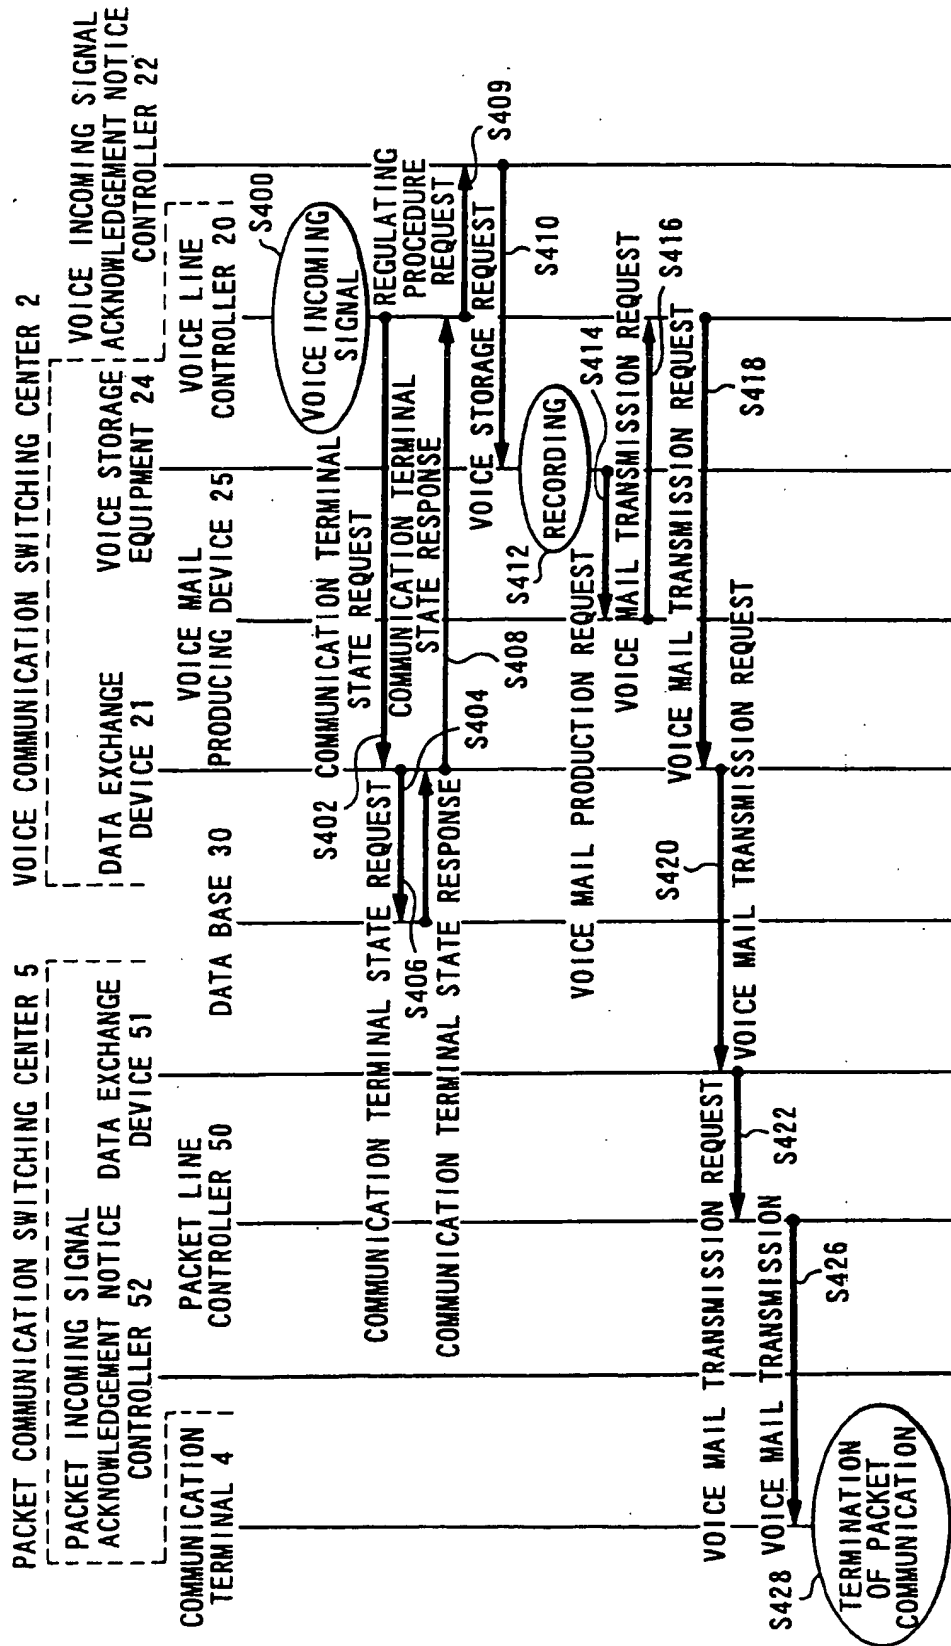 PACKET COMMUNICATION SWITCHING CENTER 5
VOICE COMMUNICATION SWITCHING CENTER 2
PACKET INCOMING SIGNAL
ACKNOWLEDGEMENT NOTICE
CONTROLLER 52
DATA EXCHANGE
DEVICE 51
DATA EXCHANGE
DEVICE 21
VOICE STORAGE
EQUIPMENT 24
VOICE INCOMING SIGNAL
ACKNOWLEDGEMENT NOTICE
CONTROLLER 22
COMMUNICATION
TERMINAL 4
PACKET LINE
CONTROLLER 50
DATA BASE 30
VOICE MAIL
PRODUCING DEVICE 25
VOICE LINE
CONTROLLER 20
S400
VOICE INCOMING
SIGNAL
COMMUNICATION TERMINAL
STATE REQUEST
S402
COMMUNICATION TERMINAL STATE REQUEST
S404
S406
COMMUNICATION TERMINAL STATE RESPONSE
COMMUNICATION TERMINAL
STATE RESPONSE
S408
REGULATING
PROCEDURE
REQUEST
S409
VOICE STORAGE REQUEST
S410
RECORDING
S412
VOICE MAIL PRODUCTION REQUEST
S414
VOICE MAIL TRANSMISSION REQUEST
S416
VOICE MAIL TRANSMISSION REQUEST
S418
S420
VOICE MAIL TRANSMISSION REQUEST
VOICE MAIL TRANSMISSION REQUEST
S422
VOICE MAIL TRANSMISSION
S426
S428
TERMINATION
OF PACKET
COMMUNICATION